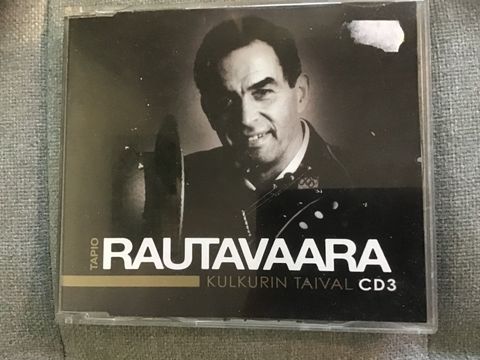 TAPIO
RAUTAVAARA
KULKURIN TAIVAL CD3